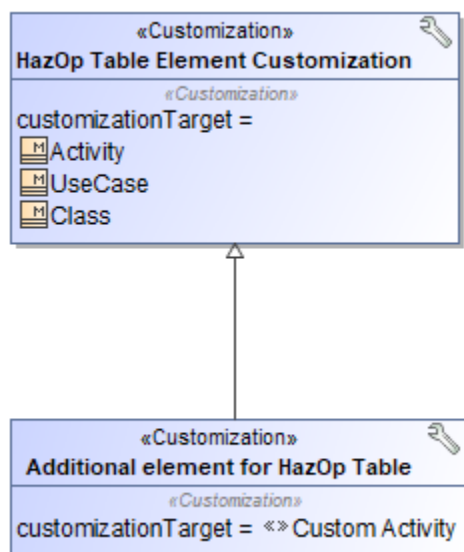 «Customization»
HazOp Table Element Customization
«Customization»
customizationTarget =
M Activity
M UseCase
M Class
«Customization»
Additional element for HazOp Table
«Customization»
customizationTarget = «» Custom Activity